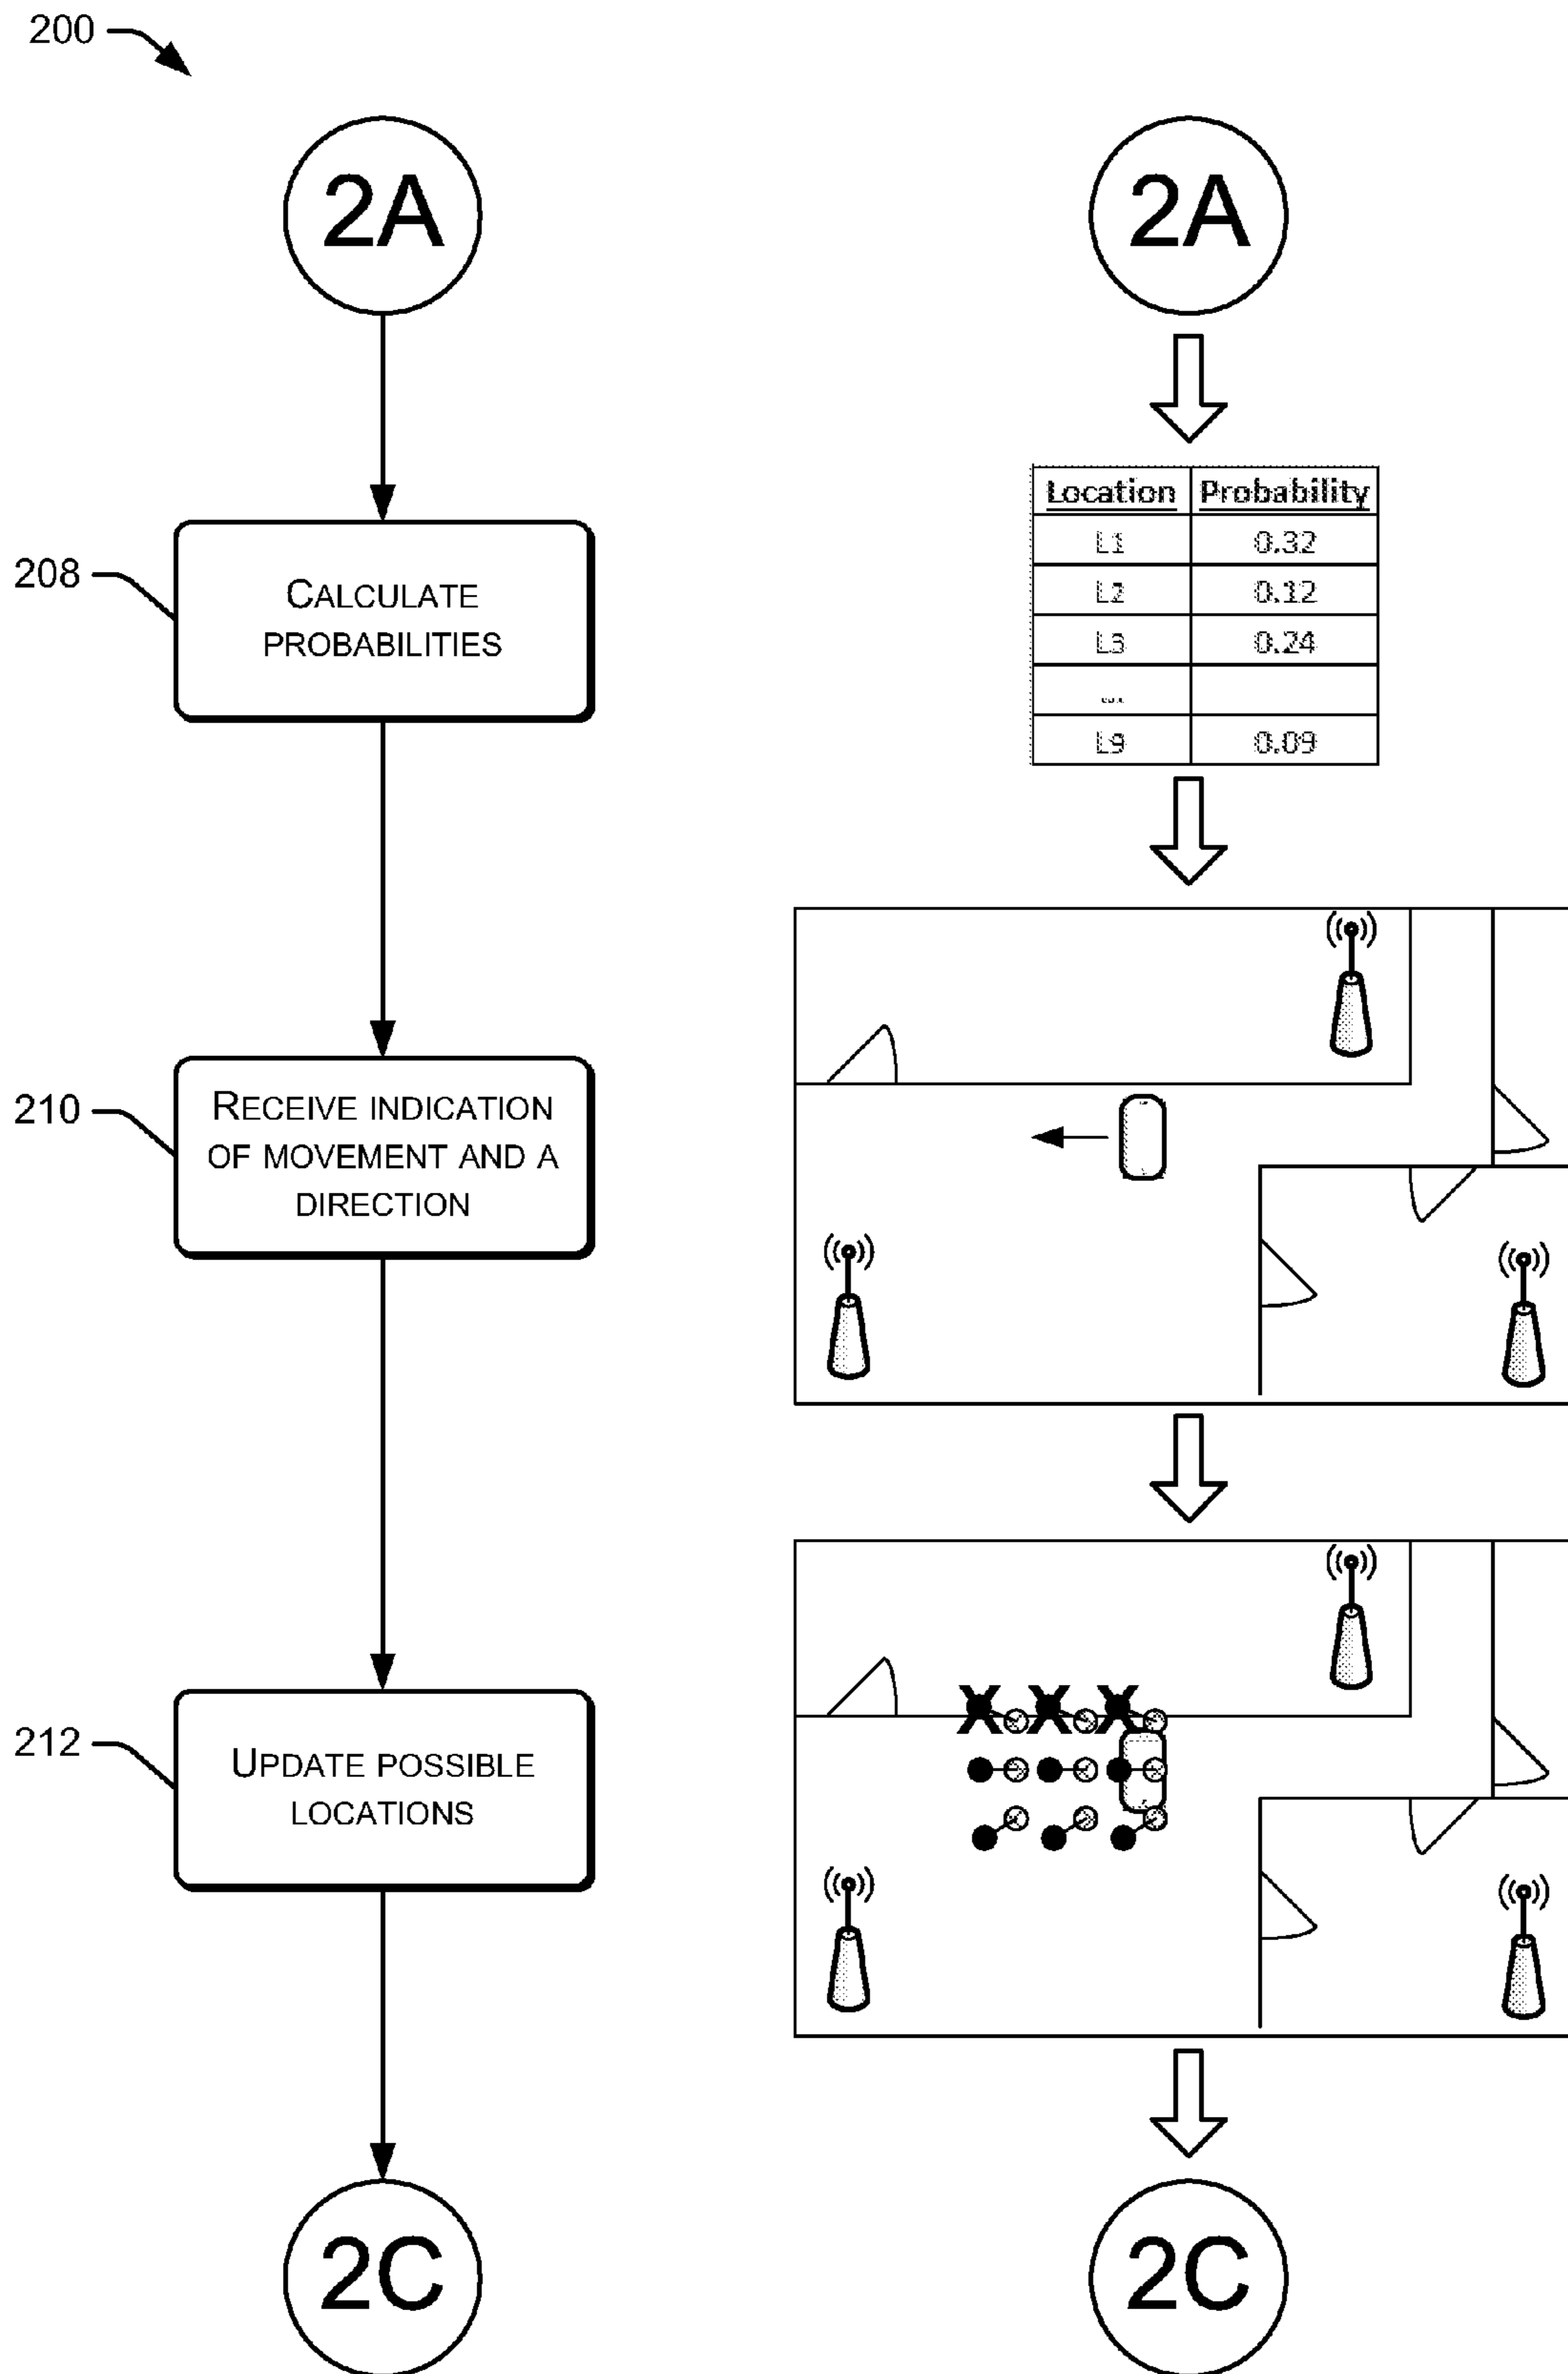 200
2A
2A
208
CALCULATE
PROBABILITIES
Location Probability
L1 0.32
L2 0.12
L3 0.24
...
L9 0.09
210
RECEIVE INDICATION
OF MOVEMENT AND A
DIRECTION
212
UPDATE POSSIBLE
LOCATIONS
X X X
2C
2C